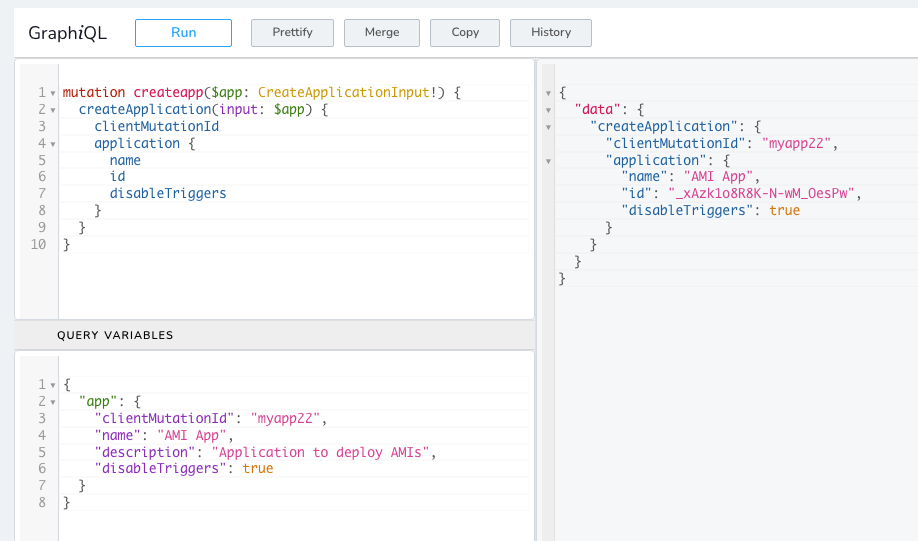 GraphiQL Run Prettify Merge Copy History
1 mutation createapp($app: CreateApplicationInput!) {
2 createApplication(input: $app) {
3 clientMutationId
4 application {
5 name
6 id
7 disableTriggers
8 }
9 }
10 }
QUERY VARIABLES
1 {
2 "app": {
3 "clientMutationId": "myapp22",
4 "name": "AMI App",
5 "description": "Application to deploy AMIs",
6 "disableTriggers": true
7 }
8 }
{
"data": {
"createApplication": {
"clientMutationId": "myapp22",
"application": {
"name": "AMI App",
"id": "_xAzk1o8R8K-N-wM_OesPw",
"disableTriggers": true
}
}
}
}